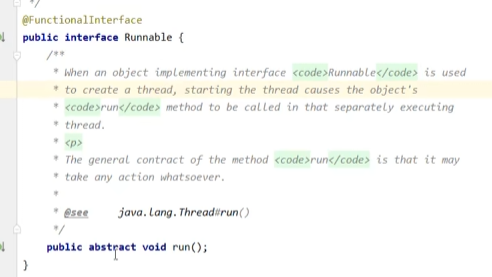 */
@FunctionalInterface
public interface Runnable {
/**
* When an object implementing interface <code>Runnable</code> is used
* to create a thread, starting the thread causes the object's
* <code>run</code> method to be called in that separately executing
* thread.
* <p>
* The general contract of the method <code>run</code> is that it may
* take any action whatsoever.
*
* @see java.lang.Thread#run()
*/
public abstract void run();
}